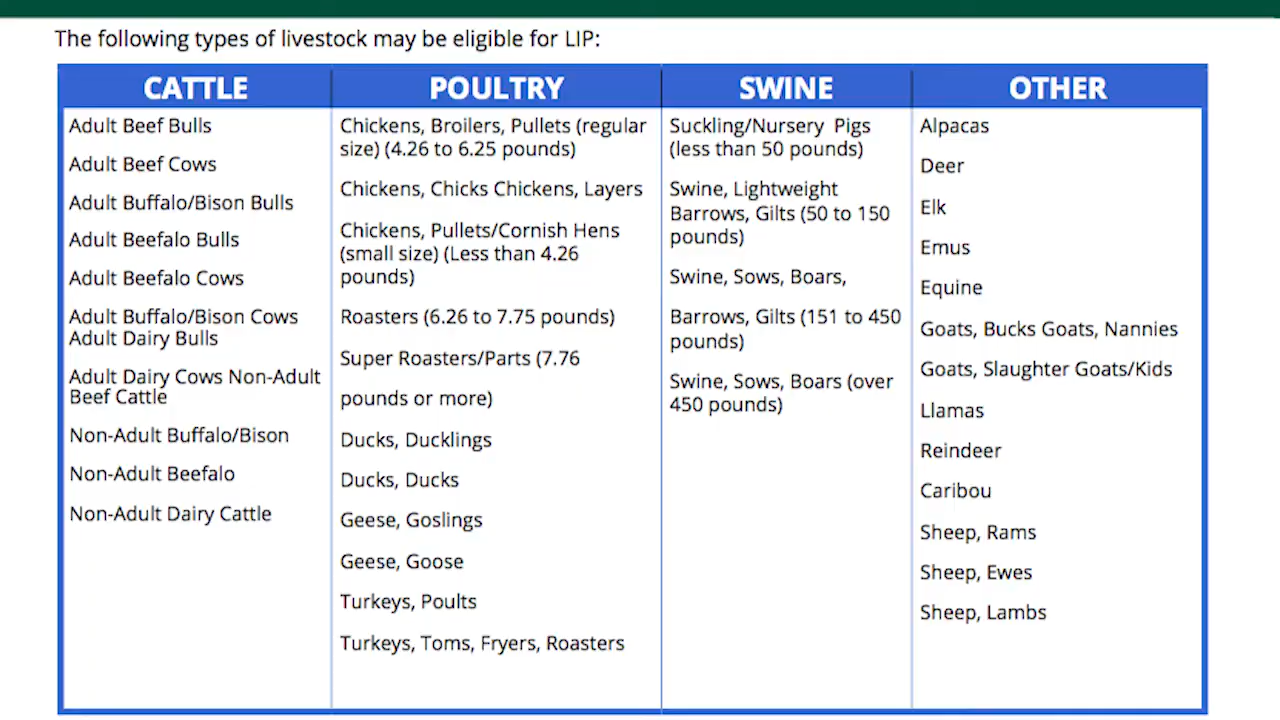 The following types of livestock may be eligible for LIP:
CATTLE
Adult Beef Bulls
Adult Beef Cows
Adult Buffalo/Bison Bulls
Adult Beefalo Bulls
Adult Beefalo Cows
Adult Buffalo/Bison Cows
Adult Dairy Bulls
Adult Dairy Cows Non-Adult
Beef Cattle
Non-Adult Buffalo/Bison
Non-Adult Beefalo
Non-Adult Dairy Cattle
POULTRY
Chickens, Broilers, Pullets (regular
size) (4.26 to 6.25 pounds)
Chickens, Chicks Chickens, Layers
Chickens, Pullets/Cornish Hens
(small size) (Less than 4.26
pounds)
Roasters (6.26 to 7.75 pounds)
Super Roasters/Parts (7.76
pounds or more)
Ducks, Ducklings
Ducks, Ducks
Geese, Goslings
Geese, Goose
Turkeys, Poults
Turkeys, Toms, Fryers, Roasters
SWINE
Suckling/Nursery Pigs
(less than 50 pounds)
Swine, Lightweight
Barrows, Gilts (50 to 150
pounds)
Swine, Sows, Boars,
Barrows, Gilts (151 to 450
pounds)
Swine, Sows, Boars (over
450 pounds)
OTHER
Alpacas
Deer
Elk
Emus
Equine
Goats, Bucks Goats, Nannies
Goats, Slaughter Goats/Kids
Llamas
Reindeer
Caribou
Sheep, Rams
Sheep, Ewes
Sheep, Lambs